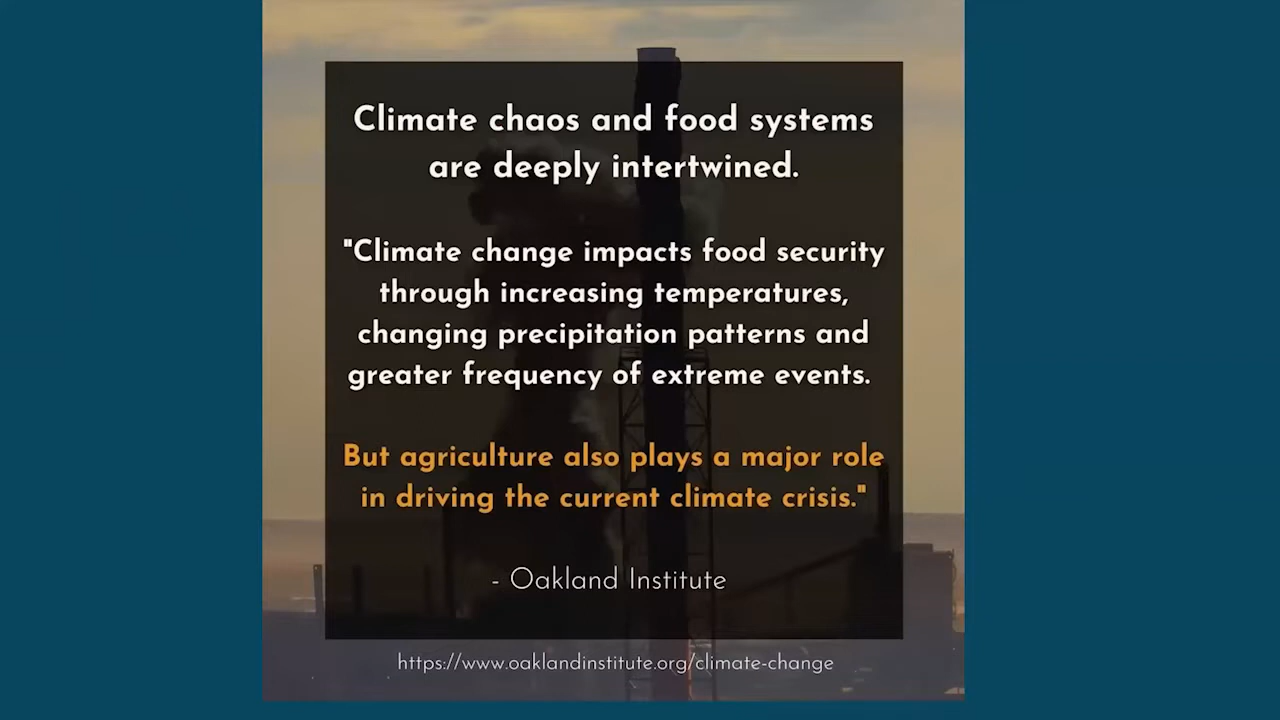 Climate chaos and food systems
are deeply intertwined.
"Climate change impacts food security
through increasing temperatures,
changing precipitation patterns and
greater frequency of extreme events.
But agriculture also plays a major role
in driving the current climate crisis."
- Oakland Institute
https://www.oaklandinstitute.org/climate-change